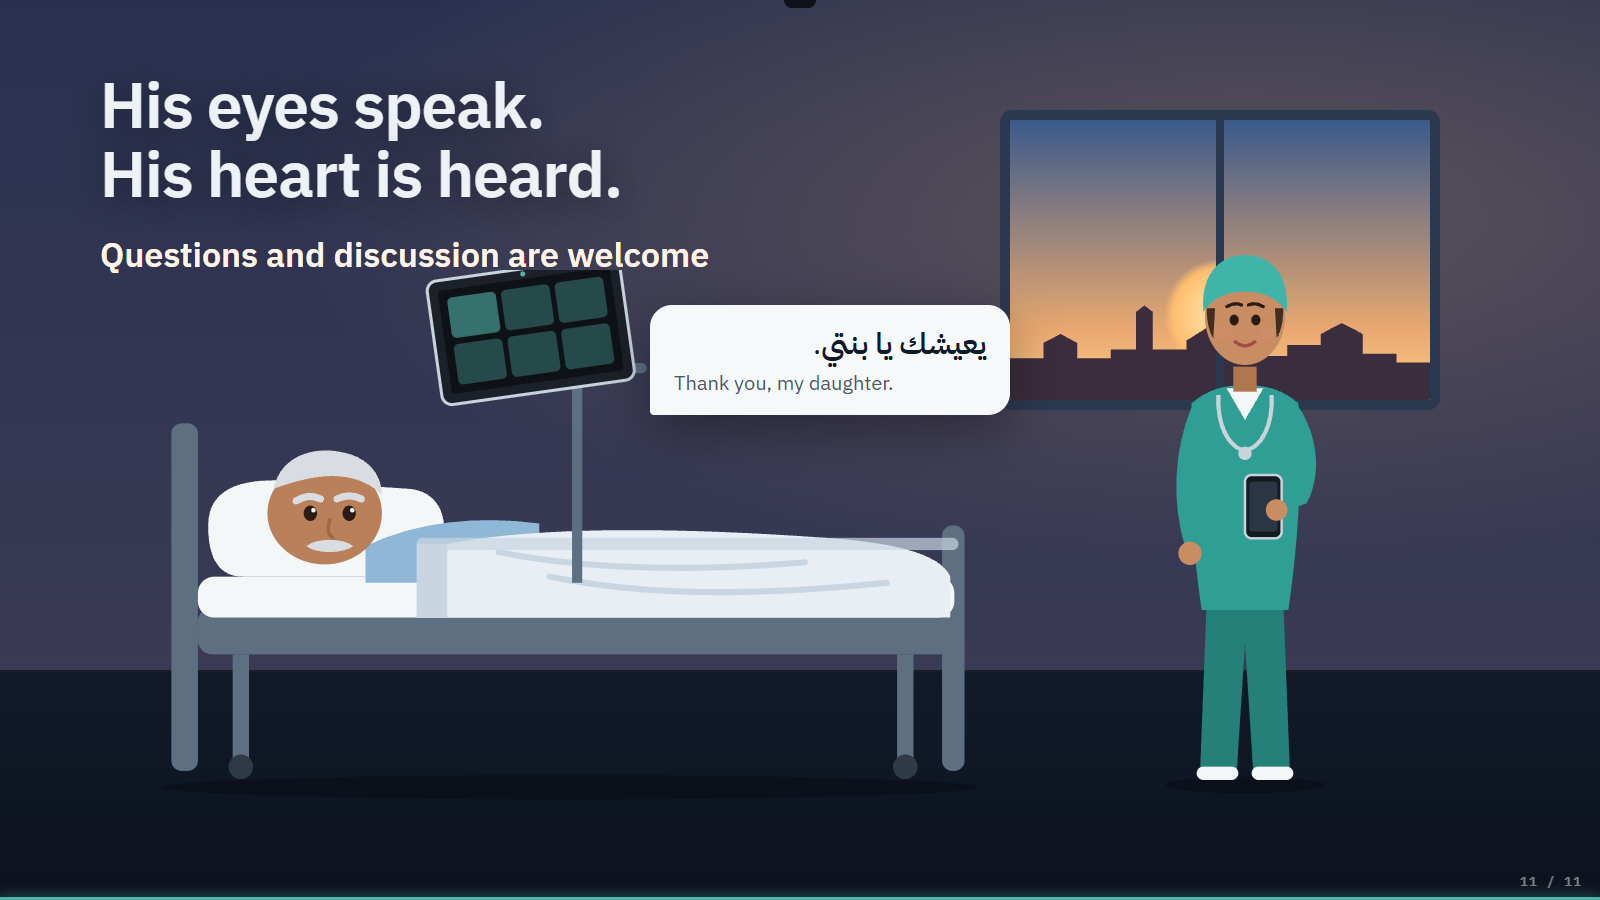 His eyes speak.
His heart is heard.
Questions and discussion are welcome
يعيشك يا بنتي.
Thank you, my daughter.
11 / 11